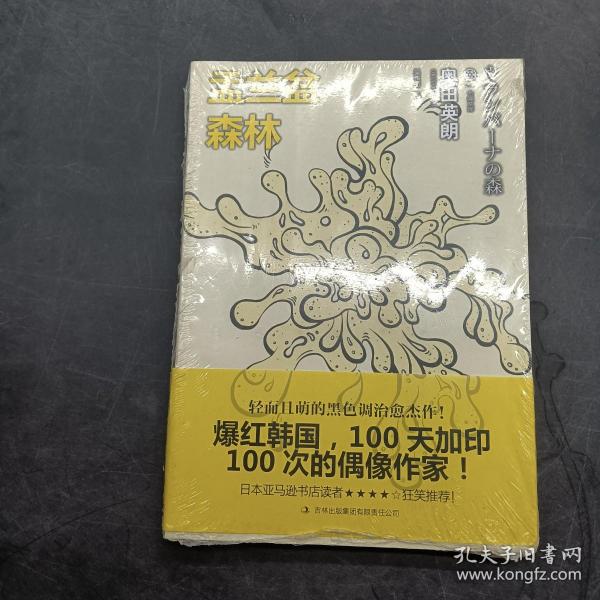 盂兰盆
森林
ウランバーナの森
奥田英朗
轻而且萌的黑色调治愈杰作！
爆红韩国，100天加印
100次的偶像作家！
日本亚马逊书店读者★★★★☆狂笑推荐！
吉林出版集团有限责任公司
孔夫子旧书网
www.kongfz.com